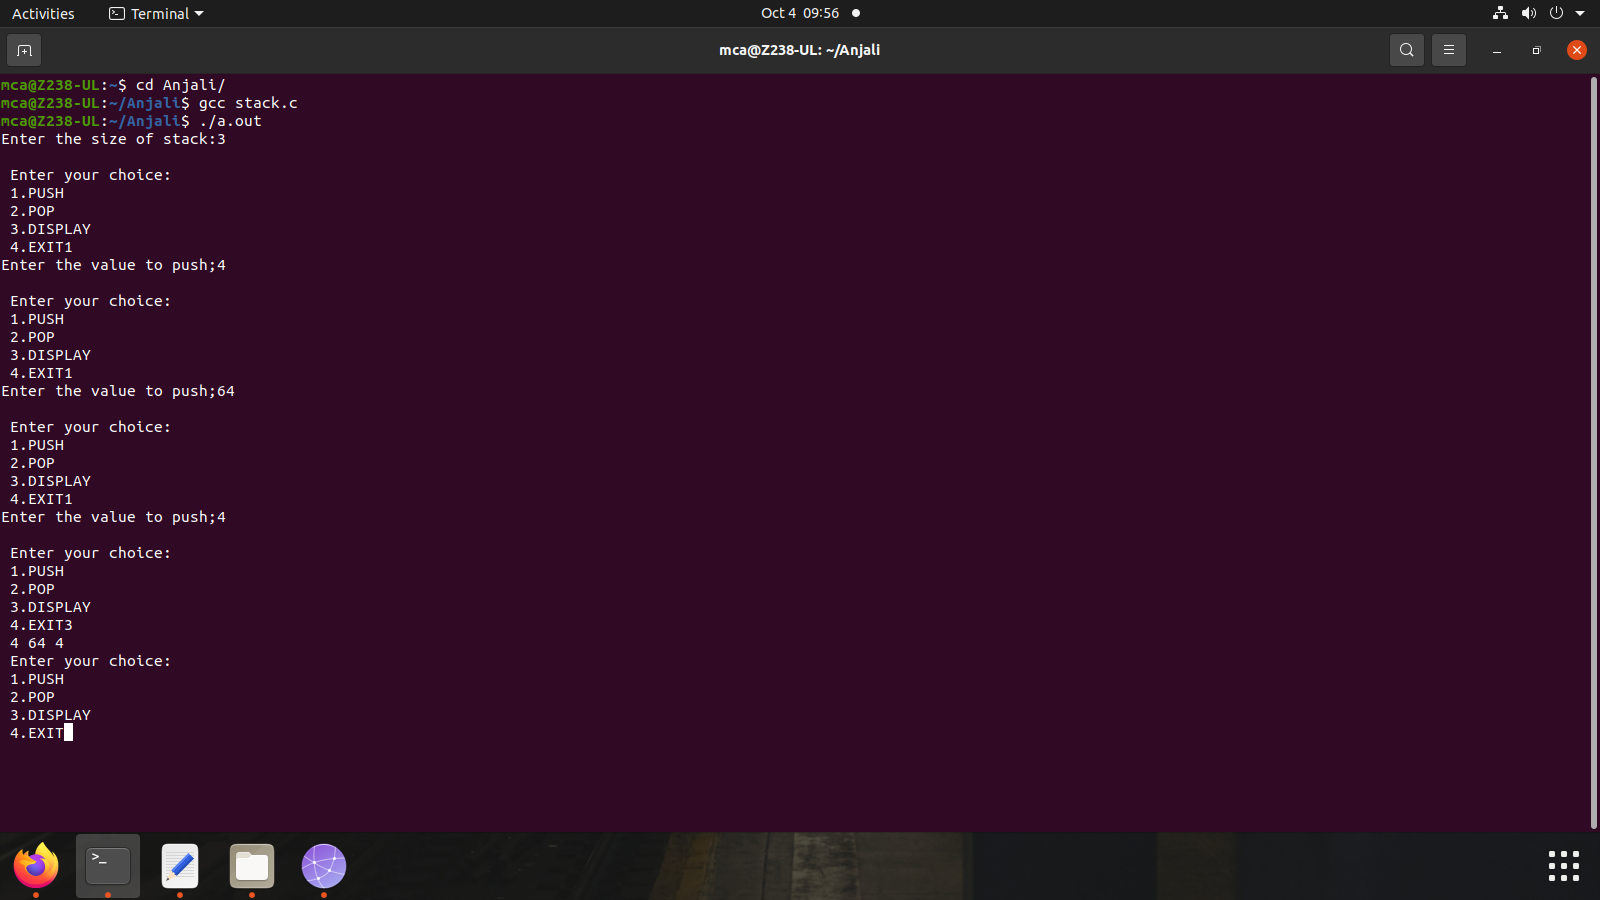 Activities
Terminal
Oct 4 09:56
mca@Z238-UL: ~/Anjali
mca@Z238-UL:~$ cd Anjali/
mca@Z238-UL:~/Anjali$ gcc stack.c
mca@Z238-UL:~/Anjali$ ./a.out
Enter the size of stack:3
Enter your choice:
1.PUSH
2.POP
3.DISPLAY
4.EXIT1
Enter the value to push;4
Enter your choice:
1.PUSH
2.POP
3.DISPLAY
4.EXIT1
Enter the value to push;64
Enter your choice:
1.PUSH
2.POP
3.DISPLAY
4.EXIT1
Enter the value to push;4
Enter your choice:
1.PUSH
2.POP
3.DISPLAY
4.EXIT3
4 64 4
Enter your choice:
1.PUSH
2.POP
3.DISPLAY
4.EXIT